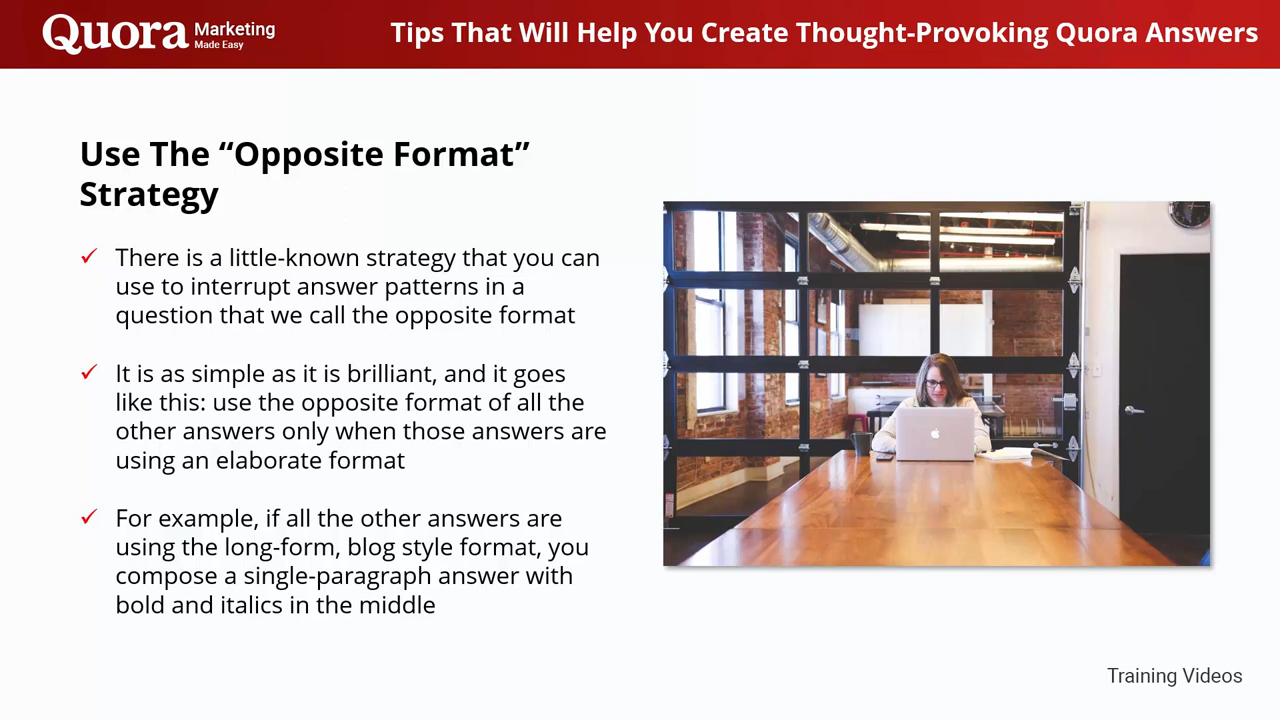 Quora Marketing Made Easy
Tips That Will Help You Create Thought-Provoking Quora Answers
Use The “Opposite Format”
Strategy
✓ There is a little-known strategy that you can
use to interrupt answer patterns in a
question that we call the opposite format
✓ It is as simple as it is brilliant, and it goes
like this: use the opposite format of all the
other answers only when those answers are
using an elaborate format
✓ For example, if all the other answers are
using the long-form, blog style format, you
compose a single-paragraph answer with
bold and italics in the middle
Training Videos